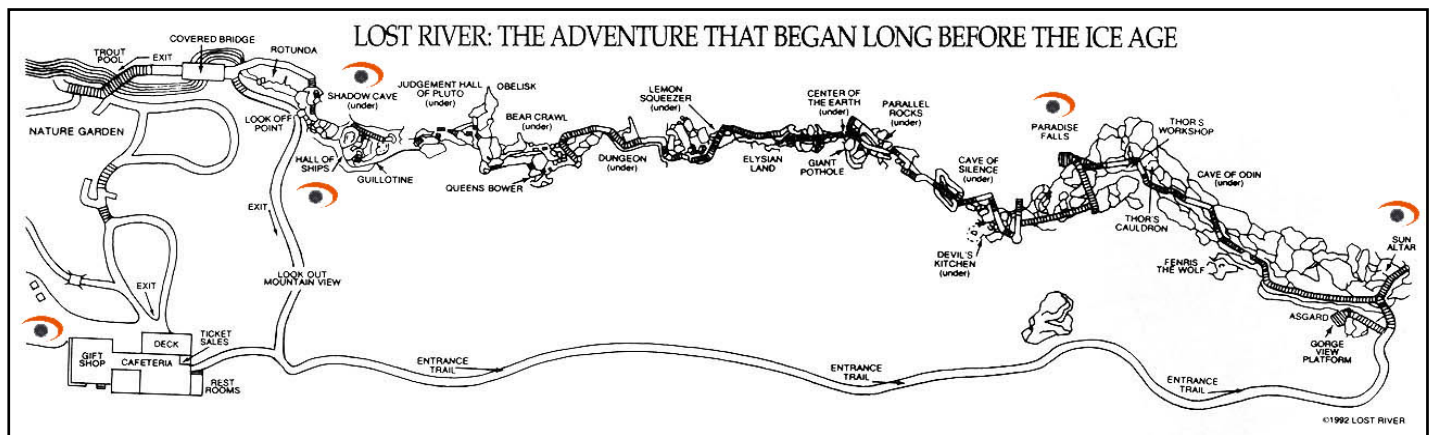 LOST RIVER: THE ADVENTURE THAT BEGAN LONG BEFORE THE ICE AGE
COVERED BRIDGE
TROUT
POOL
EXIT
ROTUNDA
SHADOW CAVE
(under)
LOOK OFF
POINT
NATURE GARDEN
HALL OF
SHIPS
GUILLOTINE
JUDGEMENT HALL
OF PLUTO
(under)
OBELISK
BEAR CRAWL
(under)
QUEENS BOWER
DUNGEON
(under)
LEMON
SQUEEZER
(under)
ELYSIAN
LAND
CENTER OF
THE EARTH
(under)
GIANT
POTHOLE
PARALLEL
ROCKS
(under)
CAVE OF
SILENCE
(under)
DEVIL'S
KITCHEN
(under)
PARADISE
FALLS
THOR'S
WORKSHOP
THOR'S
CAULDRON
CAVE OF ODIN
(under)
FENRIS
THE WOLF
SUN
ALTAR
ASGARD
GORGE
VIEW
PLATFORM
EXIT
LOOK OUT
MOUNTAIN VIEW
EXIT
TICKET
SALES
DECK
GIFT
SHOP
CAFETERIA
REST
ROOMS
ENTRANCE
TRAIL
ENTRANCE
TRAIL
ENTRANCE
TRAIL
©1992 LOST RIVER